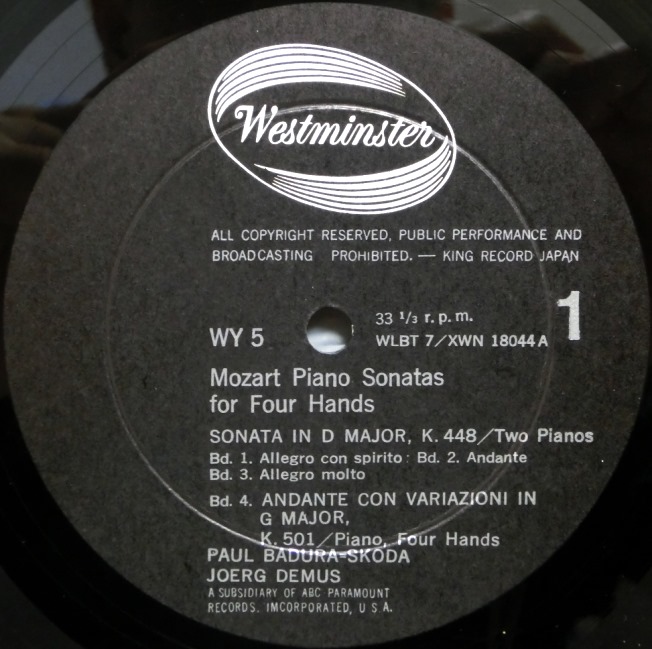 Westminster
ALL COPYRIGHT RESERVED, PUBLIC PERFORMANCE AND
BROADCASTING PROHIBITED. — KING RECORD JAPAN
1
33 1/3 r. p. m.
WY 5
WLBT 7/XWN 18044 A
Mozart Piano Sonatas
for Four Hands
SONATA IN D MAJOR, K. 448/Two Pianos
Bd. 1. Allegro con spirito : Bd. 2. Andante
Bd. 3. Allegro molto
Bd. 4. ANDANTE CON VARIAZIONI IN
G MAJOR,
K. 501/Piano, Four Hands
PAUL BADURA-SKODA
JOERG DEMUS
A SUBSIDIARY OF ABC PARAMOUNT
RECORDS. IMCORPORATED, U S A.